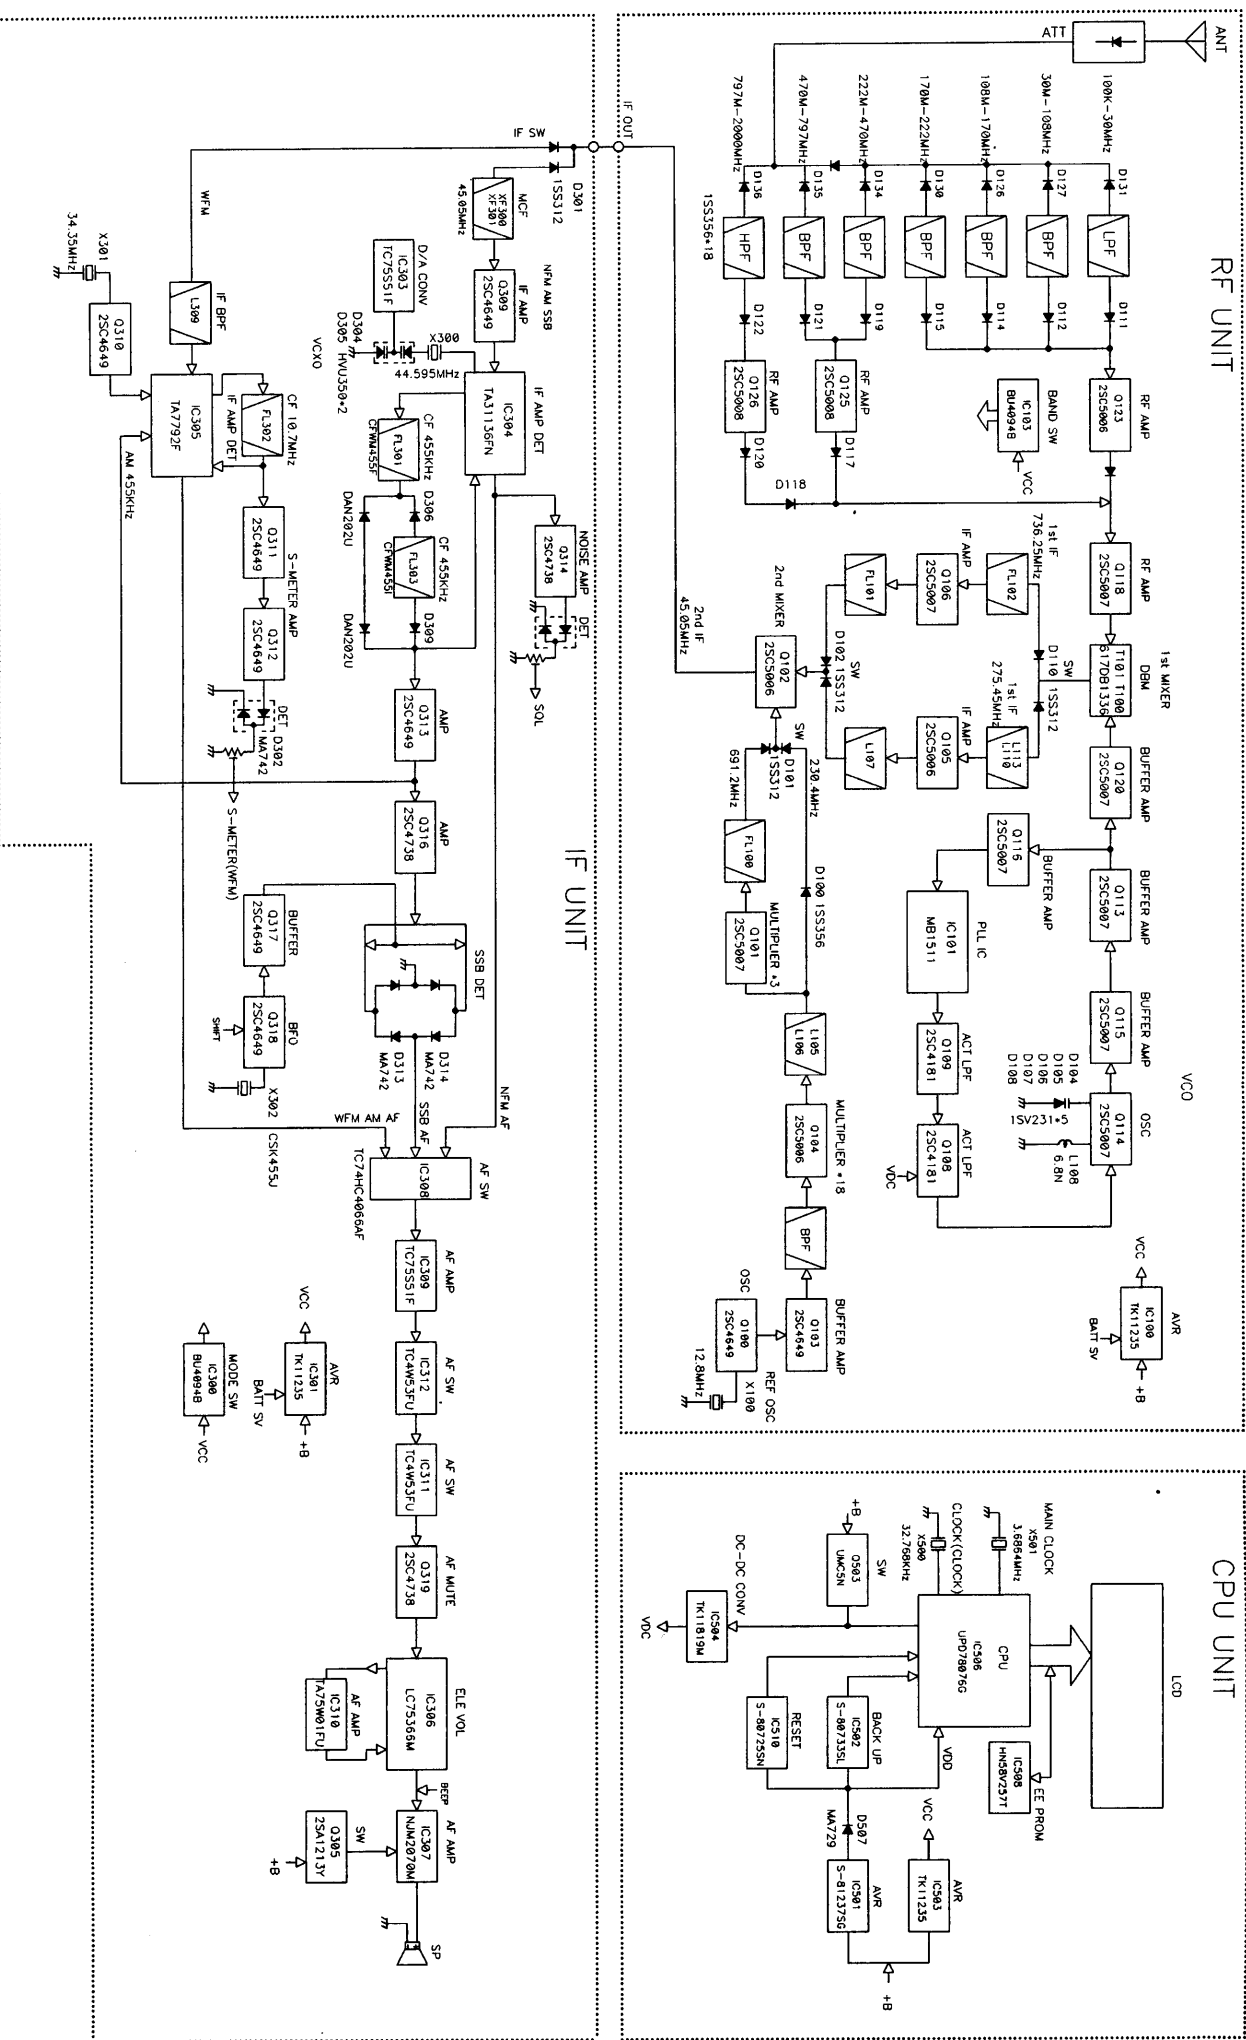 RF UNIT
ANT
ATT
100K-30MHz
30M-108MHz
108M-170MHz
170M-222MHz
222M-470MHz
470M-797MHz
797M-2000MHz
D131
D127
D126
D130
D134
D135
D136
LPF
BPF
BPF
BPF
BPF
BPF
HPF
1SS356*18
D111
D112
D114
D115
D119
D121
D122
RF AMP
Q123
2SC5006
RF AMP
Q125
2SC5008
RF AMP
Q126
2SC5008
D117
D120
D118
BAND SW
IC103
BU4094B
VCC
RF AMP
Q118
2SC5007
1st MIXER
DBM
T101 T100
617DB1336
SW
D110 1SS312
1st IF
736.25MHz
FL102
IF AMP
Q106
2SC5007
FL101
1st IF
275.45MHz
L113
L110
IF AMP
Q105
2SC5006
L107
SW
D102 1SS312
2nd MIXER
Q102
2SC5006
2nd IF
45.05MHz
SW
D101
1SS312
230.4MHz
691.2MHz
D100 1SS356
FL100
MULTIPLIER *3
Q101
2SC5007
L105
L106
MULTIPLIER *18
Q104
2SC5006
BPF
BUFFER AMP
Q103
2SC4649
OSC
Q100
2SC4649
REF OSC
X100
12.8MHz
BUFFER AMP
Q120
2SC5007
Q116
2SC5007
BUFFER AMP
BUFFER AMP
Q113
2SC5007
BUFFER AMP
Q115
2SC5007
VCO
OSC
Q114
2SC5007
D104
D105
D106
D107
D108
1SV231*5
L108
6.8N
PLL IC
IC101
MB1511
ACT LPF
Q109
2SC4181
ACT LPF
Q108
2SC4181
VDC
AVR
IC100
TK11235
VCC
+B
BATT SV
IF OUT
CPU UNIT
LCD
MAIN CLOCK
X501
3.6864MHz
CLOCK(CLOCK)
X500
32.768KHz
CPU
IC506
UPD78076G
IC508
HN58V257T
EE PROM
SW
Q503
UMC5N
+B
DC-DC CONV
IC504
TK11819M
VDC
BACK UP
IC502
S-80733SL
IC510
S-80725SN
RESET
VDD
D507
MA729
AVR
IC503
TK11235
VCC
AVR
IC501
S-81237SG
+B
IF UNIT
IF SW
D301
1SS312
MCF
XF300
XF301
45.05MHz
NFM AM SSB
IF AMP
Q309
2SC4649
IF AMP DET
IC304
TA31136FN
D/A CONV
IC303
TC75S51F
X300
44.595MHz
D304
D305 HVU350*2
VCXO
CF 455KHz
FL301
CFWM455F
D306
DAN202U
CF 455KHz
FL303
CFWM455I
D309
DAN202U
NOISE AMP
Q314
2SC4738
DET
SQL
AMP
Q313
2SC4649
AMP
Q316
2SC4738
WFM
IF BPF
L309
X301
34.35MHz
Q310
2SC4649
IC305
TA7792F
IF AMP DET
CF 10.7MHz
FL302
AM 455KHz
Q311
2SC4649
S-METER AMP
Q312
2SC4649
DET
D302
MA742
S-METER(WFM)
SSB DET
D314
MA742
D313
MA742
BUFFER
Q317
2SC4649
BFO
Q318
2SC4649
SHIFT
X302
CSK455J
NFM AF
SSB AF
WFM AM AF
AF SW
IC308
TC74HC4066AF
AF AMP
IC309
TC75S51F
AF SW
IC312
TC4W53FU
AF SW
IC311
TC4W53FU
AF MUTE
Q319
2SC4738
ELE VOL
IC306
LC75366M
AF AMP
IC310
TA75W01FU
BEEP
AF AMP
IC307
NJM2070M
SW
Q305
2SA1213Y
+B
SP
AVR
IC301
TK11235
VCC
+B
BATT SV
MODE SW
IC300
BU4094B
VCC